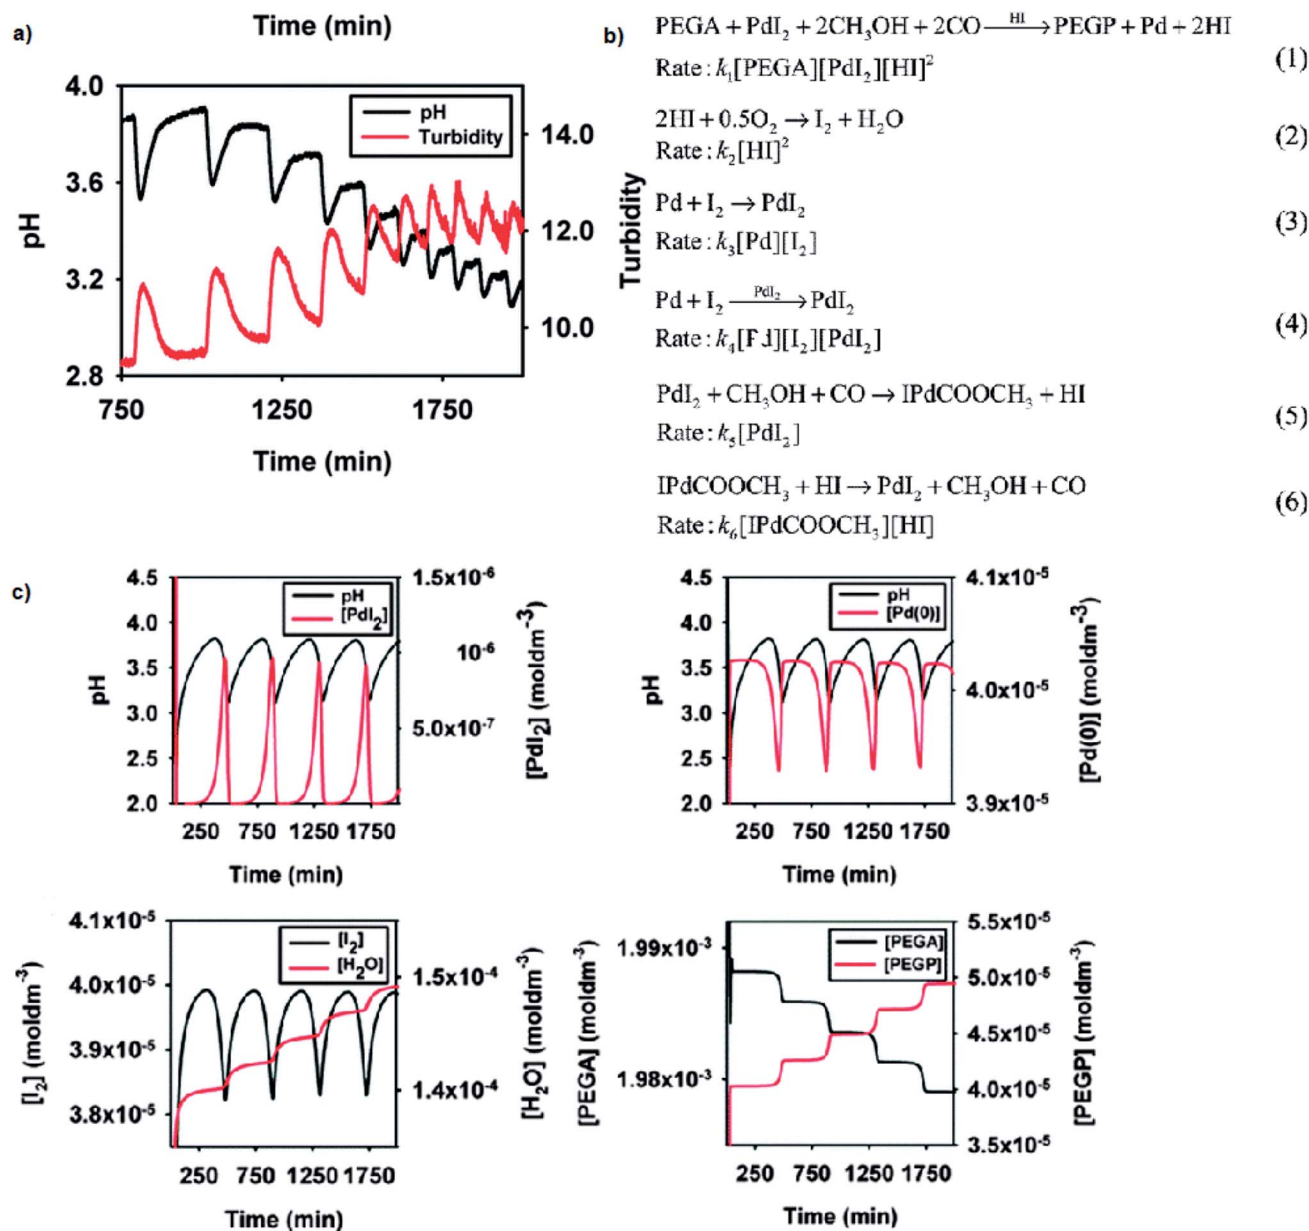 a)
Time (min)
4.0
3.6
3.2
2.8
pH
pH
Turbidity
14.0
12.0
10.0
Turbidity
750 1250 1750
Time (min)
b)
PEGA + PdI₂ + 2CH₃OH + 2CO —HI→ PEGP + Pd + 2HI
Rate: k₁[PEGA][PdI₂][HI]²
(1)
2HI + 0.5O₂ → I₂ + H₂O
Rate: k₂[HI]²
(2)
Pd + I₂ → PdI₂
Rate: k₃[Pd][I₂]
(3)
Pd + I₂ —PdI₂→ PdI₂
Rate: k₄[][I₂][PdI₂]
(4)
PdI₂ + CH₃OH + CO → IPdCOOCH₃ + HI
Rate: k₅[PdI₂]
(5)
IPdCOOCH₃ + HI → PdI₂ + CH₃OH + CO
Rate: k₆[IPdCOOCH₃][HI]
(6)
c)
4.5
4.0
3.5
3.0
2.5
2.0
pH
pH
[PdI₂]
1.5x10⁻⁶
10⁻⁶
5.0x10⁻⁷
[PdI₂] (moldm⁻³)
250 750 1250 1750
Time (min)
4.5
4.0
3.5
3.0
2.5
2.0
pH
pH
[Pd(0)]
4.1x10⁻⁵
4.0x10⁻⁵
3.9x10⁻⁵
[Pd(0)] (moldm⁻³)
250 750 1250 1750
Time (min)
4.1x10⁻⁵
4.0x10⁻⁵
3.9x10⁻⁵
3.8x10⁻⁵
[I₂] (moldm⁻³)
[I₂]
[H₂O]
1.5x10⁻⁴
1.4x10⁻⁴
[H₂O] (moldm⁻³)
250 750 1250 1750
Time (min)
1.99x10⁻³
1.98x10⁻³
[PEGA] (moldm⁻³)
[PEGA]
[PEGP]
5.5x10⁻⁵
5.0x10⁻⁵
4.5x10⁻⁵
4.0x10⁻⁵
3.5x10⁻⁵
[PEGP] (moldm⁻³)
250 750 1250 1750
Time (min)